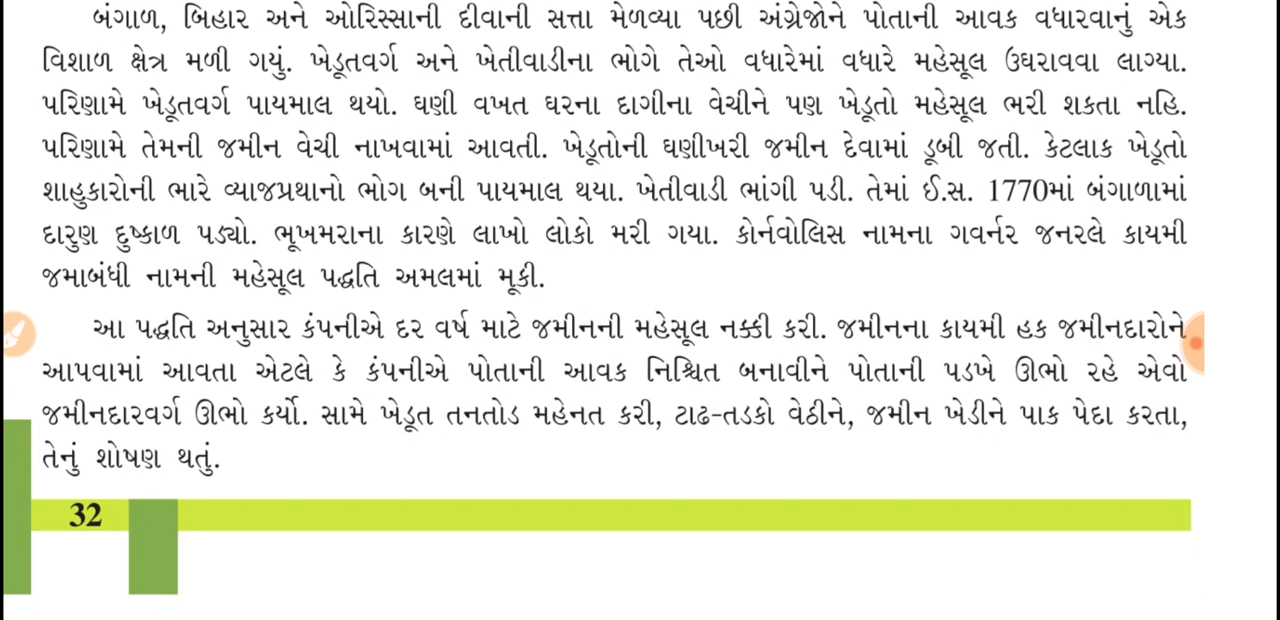 બંગાળ, બિહાર અને ઓરિસ્સાની દીવાની સત્તા મેળવ્યા પછી અંગ્રેજોને પોતાની આવક વધારવાનું એક
વિશાળ ક્ષેત્ર મળી ગયું. ખેડૂતવર્ગ અને ખેતીવાડીના ભોગે તેઓ વધારેમાં વધારે મહેસૂલ ઉઘરાવવા લાગ્યા.
પરિણામે ખેડૂતવર્ગ પાયમાલ થયો. ઘણી વખત ઘરના દાગીના વેચીને પણ ખેડૂતો મહેસૂલ ભરી શકતા નહિ.
પરિણામે તેમની જમીન વેચી નાખવામાં આવતી. ખેડૂતોની ઘણીખરી જમીન દેવામાં ડૂબી જતી. કેટલાક ખેડૂતો
શાહુકારોની ભારે વ્યાજપ્રથાનો ભોગ બની પાયમાલ થયા. ખેતીવાડી ભાંગી પડી. તેમાં ઈ.સ. 1770માં બંગાળામાં
દારુણ દુષ્કાળ પડ્યો. ભૂખમરાના કારણે લાખો લોકો મરી ગયા. કોર્નવોલિસ નામના ગવર્નર જનરલે કાયમી
જમાબંધી નામની મહેસૂલ પદ્ધતિ અમલમાં મૂકી.
આ પદ્ધતિ અનુસાર કંપનીએ દર વર્ષ માટે જમીનની મહેસૂલ નક્કી કરી. જમીનના કાયમી હક જમીનદારોને
આપવામાં આવતા એટલે કે કંપનીએ પોતાની આવક નિશ્ચિત બનાવીને પોતાની પડખે ઊભો રહે એવો
જમીનદારવર્ગ ઊભો કર્યો. સામે ખેડૂત તનતોડ મહેનત કરી, ટાઢ-તડકો વેઠીને, જમીન ખેડીને પાક પેદા કરતા,
તેનું શોષણ થતું.
32